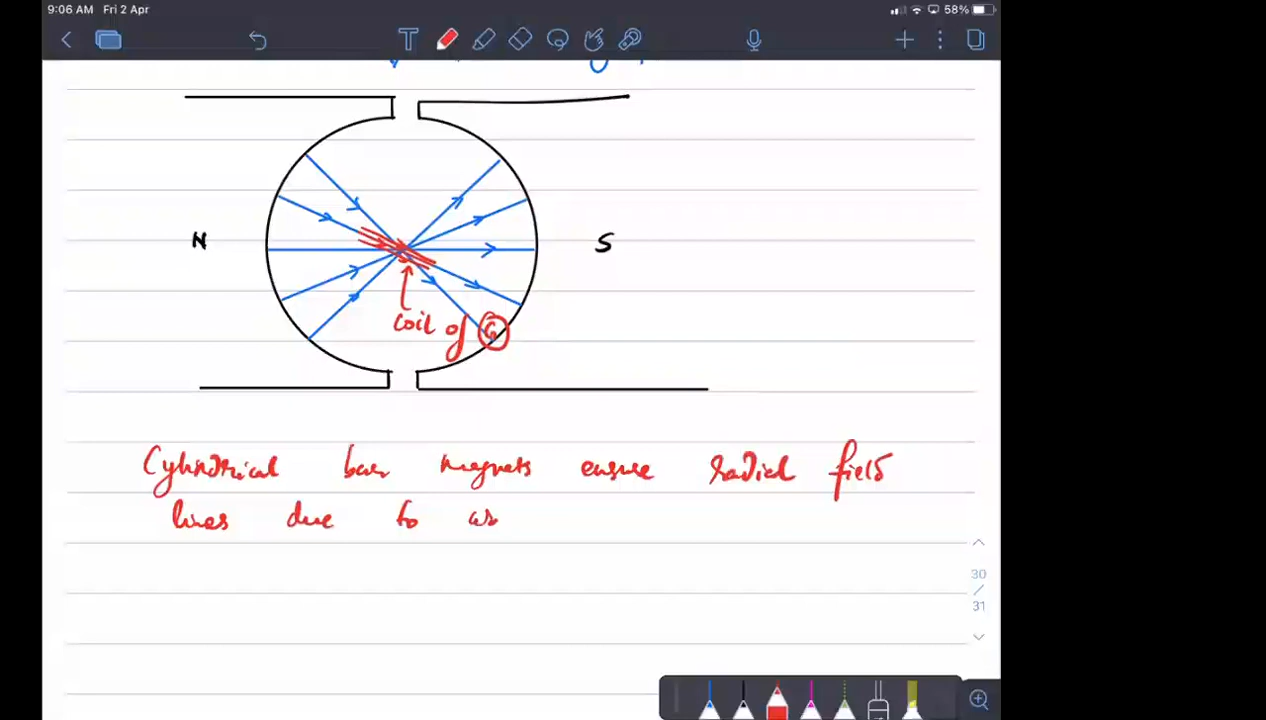 9:06 AM Fri 2 Apr
58%
T
N
S
coil of G
Cylindrical bar magnets ensure radial field
lines due to as
30
/
31